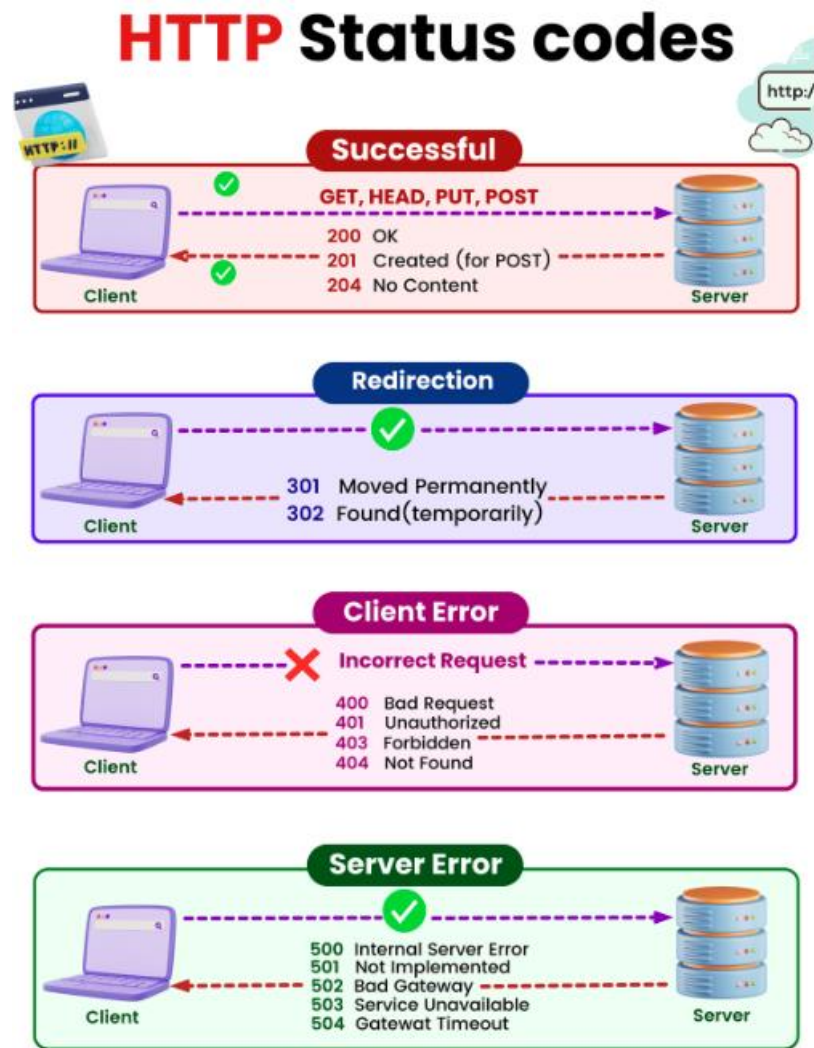 HTTP Status codes
HTTP://
http:/
Successful
GET, HEAD, PUT, POST
200 OK
201 Created (for POST)
204 No Content
Client
Server
Redirection
301 Moved Permanently
302 Found(temporarily)
Client
Server
Client Error
Incorrect Request
400 Bad Request
401 Unauthorized
403 Forbidden
404 Not Found
Client
Server
Server Error
500 Internal Server Error
501 Not Implemented
502 Bad Gateway
503 Service Unavailable
504 Gatewat Timeout
Client
Server